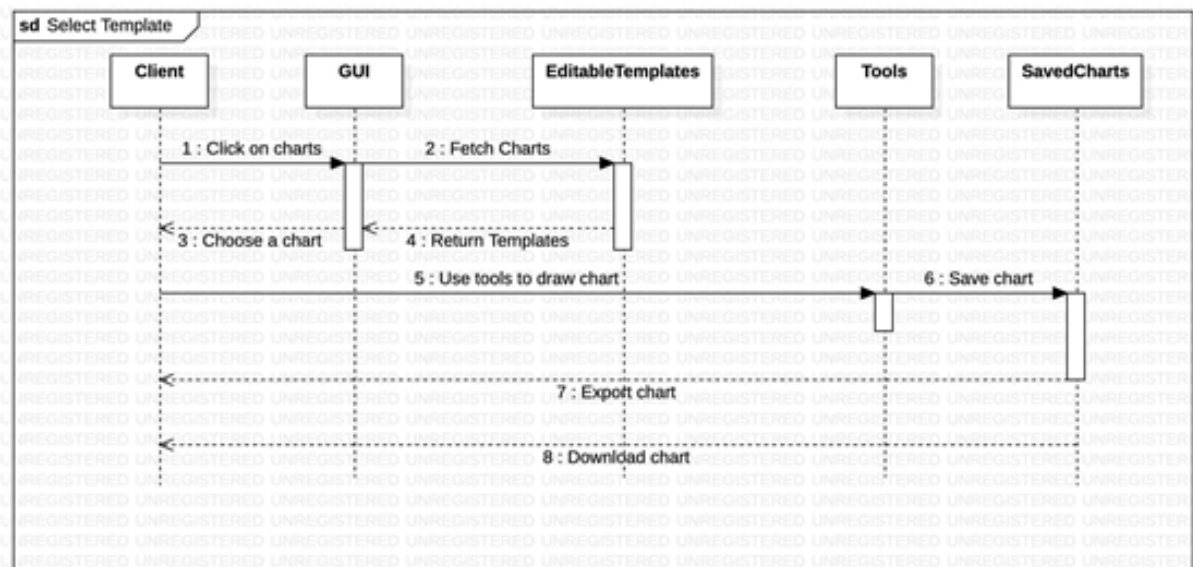 sd Select Template
Client GUI EditableTemplates Tools SavedCharts
1 : Click on charts 2 : Fetch Charts
3 : Choose a chart 4 : Return Templates
5 : Use tools to draw chart 6 : Save chart
7 : Export chart
8 : Download chart
UNREGISTERED